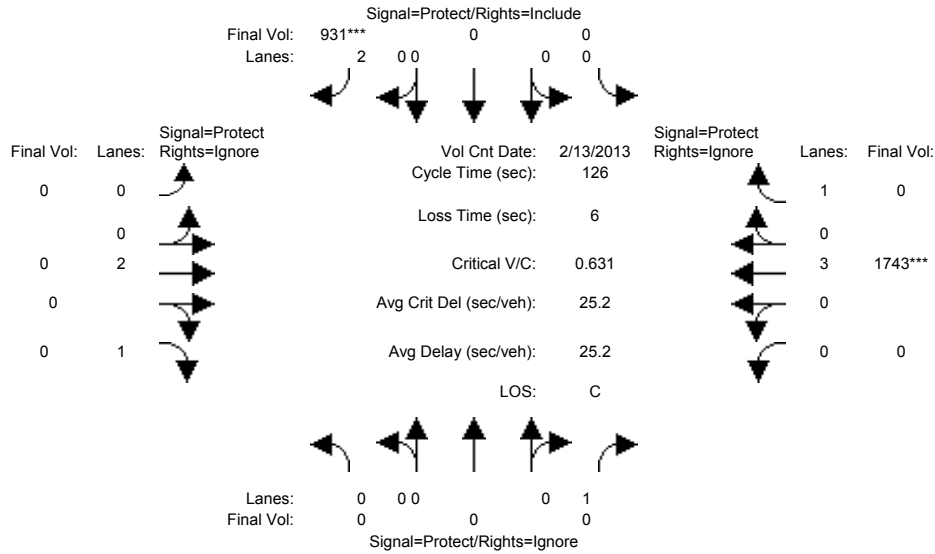 Signal=Protect/Rights=Include
Final Vol: 931*** 0 0
Lanes: 2 0 0 0 0
Signal=Protect
Final Vol: Lanes: Rights=Ignore
Vol Cnt Date: 2/13/2013
Signal=Protect
Rights=Ignore Lanes: Final Vol:
Cycle Time (sec): 126
0 0
1 0
Loss Time (sec): 6
0
0
Critical V/C: 0.631
0 2
3 1743***
Avg Crit Del (sec/veh): 25.2
0
0
Avg Delay (sec/veh): 25.2
0 1
0 0
LOS: C
Lanes: 0 0 0 0 1
Final Vol: 0 0 0
Signal=Protect/Rights=Ignore